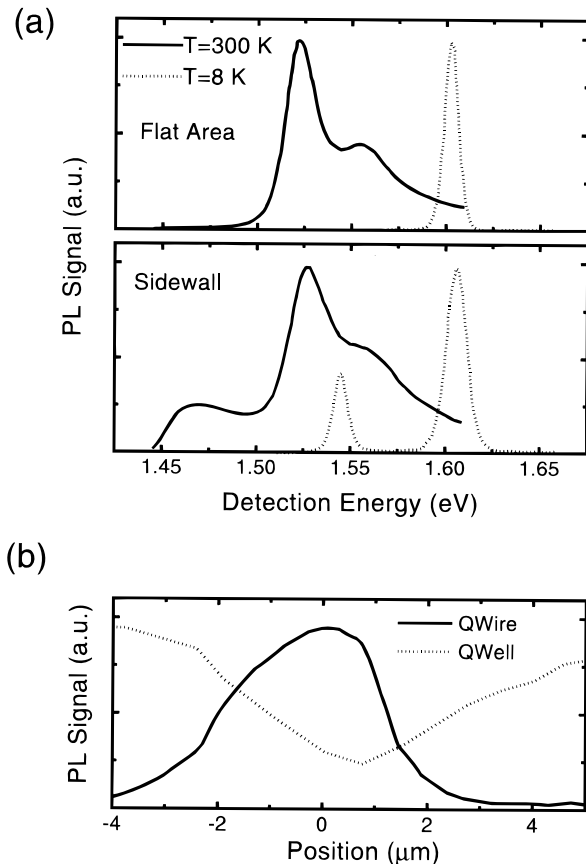 (a)
T=300 K
T=8 K
Flat Area
Sidewall
PL Signal (a.u.)
1.45 1.50 1.55 1.60 1.65
Detection Energy (eV)
(b)
QWire
QWell
PL Signal (a.u.)
-4 -2 0 2 4
Position (μm)